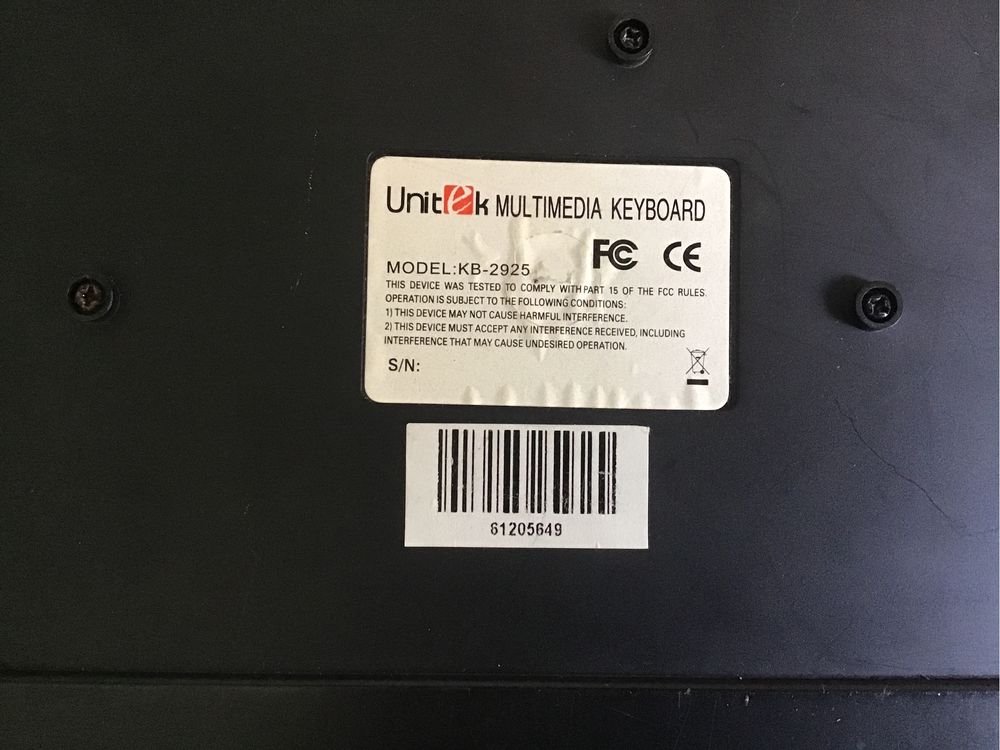 Unitek MULTIMEDIA KEYBOARD
FC CE
MODEL:KB-2925
THIS DEVICE WAS TESTED TO COMPLY WITH PART 15 OF THE FCC RULES.
OPERATION IS SUBJECT TO THE FOLLOWING CONDITIONS:
1) THIS DEVICE MAY NOT CAUSE HARMFUL INTERFERENCE.
2) THIS DEVICE MUST ACCEPT ANY INTERFERENCE RECEIVED, INCLUDING
INTERFERENCE THAT MAY CAUSE UNDESIRED OPERATION.
S/N:
61205649